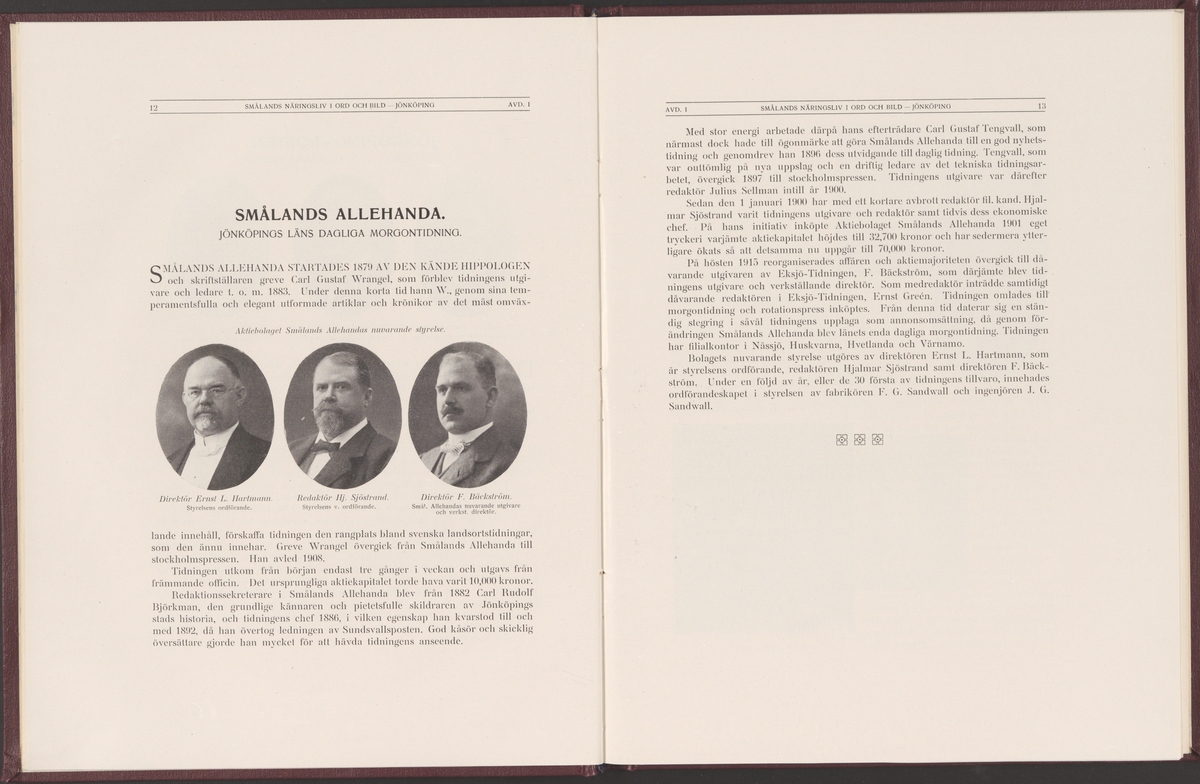 12 SMÅLANDS NÄRINGSLIV I ORD OCH BILD — JÖNKÖPING AVD. I
SMÅLANDS ALLEHANDA.
JÖNKÖPINGS LÄNS DAGLIGA MORGONTIDNING.
SMÅLANDS ALLEHANDA STARTADES 1879 AV DEN KÄNDE HIPPOLOGEN
och skriftställaren greve Carl Gustaf Wrangel, som förblev tidningens utgi-
vare och ledare t. o. m. 1883. Under denna korta tid hann W., genom sina tem-
peramentsfulla och elegant utformade artiklar och krönikor av det mäst omväx-
Aktiebolaget Smålands Allehandas nuvarande styrelse.
Direktör Ernst L. Hartmann.
Styrelsens ordförande.
Redaktör Hj. Sjöstrand.
Styrelsens v. ordförande.
Direktör F. Bäckström.
Smål. Allehandas nuvarande utgivare
och verkst. direktör.
lande innehåll, förskaffa tidningen den rangplats bland svenska landsortstidningar,
som den ännu innehar. Greve Wrangel övergick från Smålands Allehanda till
stockholmspressen. Han avled 1908.
Tidningen utkom från början endast tre gånger i veckan och utgavs från
främmande officin. Det ursprungliga aktiekapitalet torde hava varit 10,000 kronor.
Redaktionssekreterare i Smålands Allehanda blev från 1882 Carl Rudolf
Björkman, den grundlige kännaren och pietetsfulle skildraren av Jönköpings
stads historia, och tidningens chef 1886, i vilken egenskap han kvarstod till och
med 1892, då han övertog ledningen av Sundsvallsposten. God kåsör och skicklig
översättare gjorde han mycket för att hävda tidningens anseende.
AVD. I SMÅLANDS NÄRINGSLIV I ORD OCH BILD — JÖNKÖPING 13
Med stor energi arbetade därpå hans efterträdare Carl Gustaf Tengvall, som
närmast dock hade till ögonmärke att göra Smålands Allehanda till en god nyhets-
tidning och genomdrev han 1896 dess utvidgande till daglig tidning. Tengvall, som
var outtömlig på nya uppslag och en driftig ledare av det tekniska tidningsar-
betet, övergick 1897 till stockholmspressen. Tidningens utgivare var därefter
redaktör Julius Sellman intill år 1900.
Sedan den 1 januari 1900 har med ett kortare avbrott redaktör fil. kand. Hjal-
mar Sjöstrand varit tidningens utgivare och redaktör samt tidvis dess ekonomiske
chef. På hans initiativ inköpte Aktiebolaget Smålands Allehanda 1901 eget
tryckeri varjämte aktiekapitalet höjdes till 32,700 kronor och har sedermera ytter-
ligare ökats så att detsamma nu uppgår till 70,000 kronor.
På hösten 1915 reorganiserades affären och aktiemajoriteten övergick till då-
varande utgivaren av Eksjö-Tidningen, F. Bäckström, som därjämte blev tid-
ningens utgivare och verkställande direktör. Som medredaktör inträdde samtidigt
dåvarande redaktören i Eksjö-Tidningen, Ernst Greén. Tidningen omlades till
morgontidning och rotationspress inköptes. Från denna tid daterar sig en stän-
dig stegring i såväl tidningens upplaga som annonsomsättning, då genom för-
ändringen Smålands Allehanda blev länets enda dagliga morgontidning. Tidningen
har filialkontor i Nässjö, Huskvarna, Hvetlanda och Värnamo.
Bolagets nuvarande styrelse utgöres av direktören Ernst L. Hartmann, som
är styrelsens ordförande, redaktören Hjalmar Sjöstrand samt direktören F. Bäck-
ström. Under en följd av år, eller de 30 första av tidningens tillvaro, innehades
ordförandeskapet i styrelsen av fabrikören F. G. Sandwall och ingenjören J. G.
Sandwall.